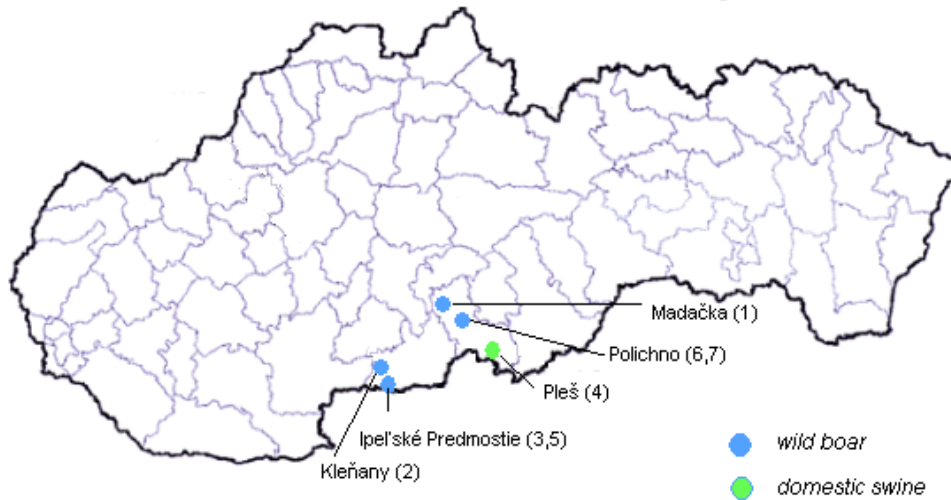 Madačka (1)
Polichno (6,7)
Pleš (4)
Ipeľské Predmostie (3,5)
Kleňany (2)
wild boar
domestic swine